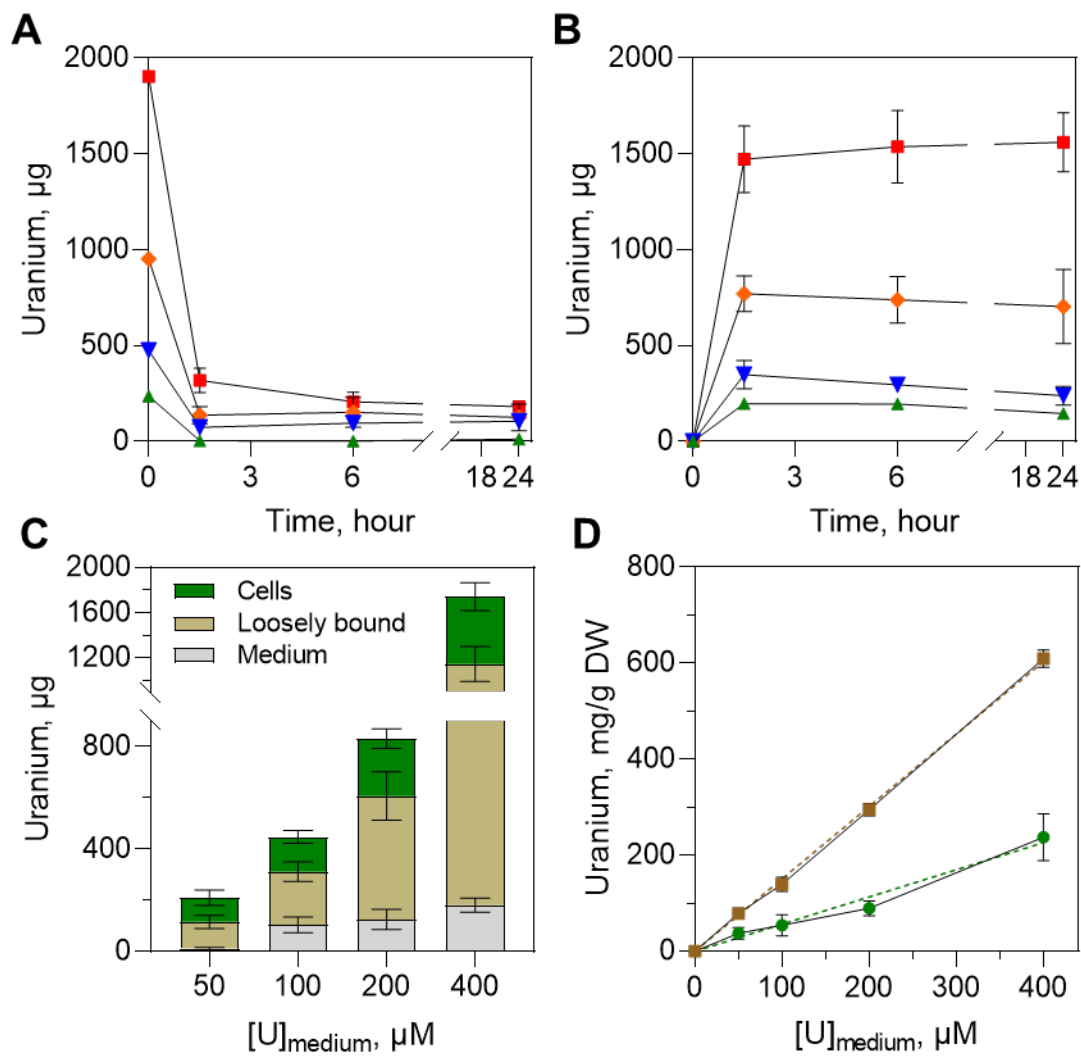 A
B
2000
1500
1000
500
0
Uranium, µg
0 3 6 18 24
Time, hour
2000
1500
1000
500
0
Uranium, µg
0 3 6 18 24
Time, hour
C
D
2000
1600
1200
800
400
0
Uranium, µg
Cells
Loosely bound
Medium
50 100 200 400
[U]medium, µM
800
600
400
200
0
Uranium, mg/g DW
0 100 200 300 400
[U]medium, µM